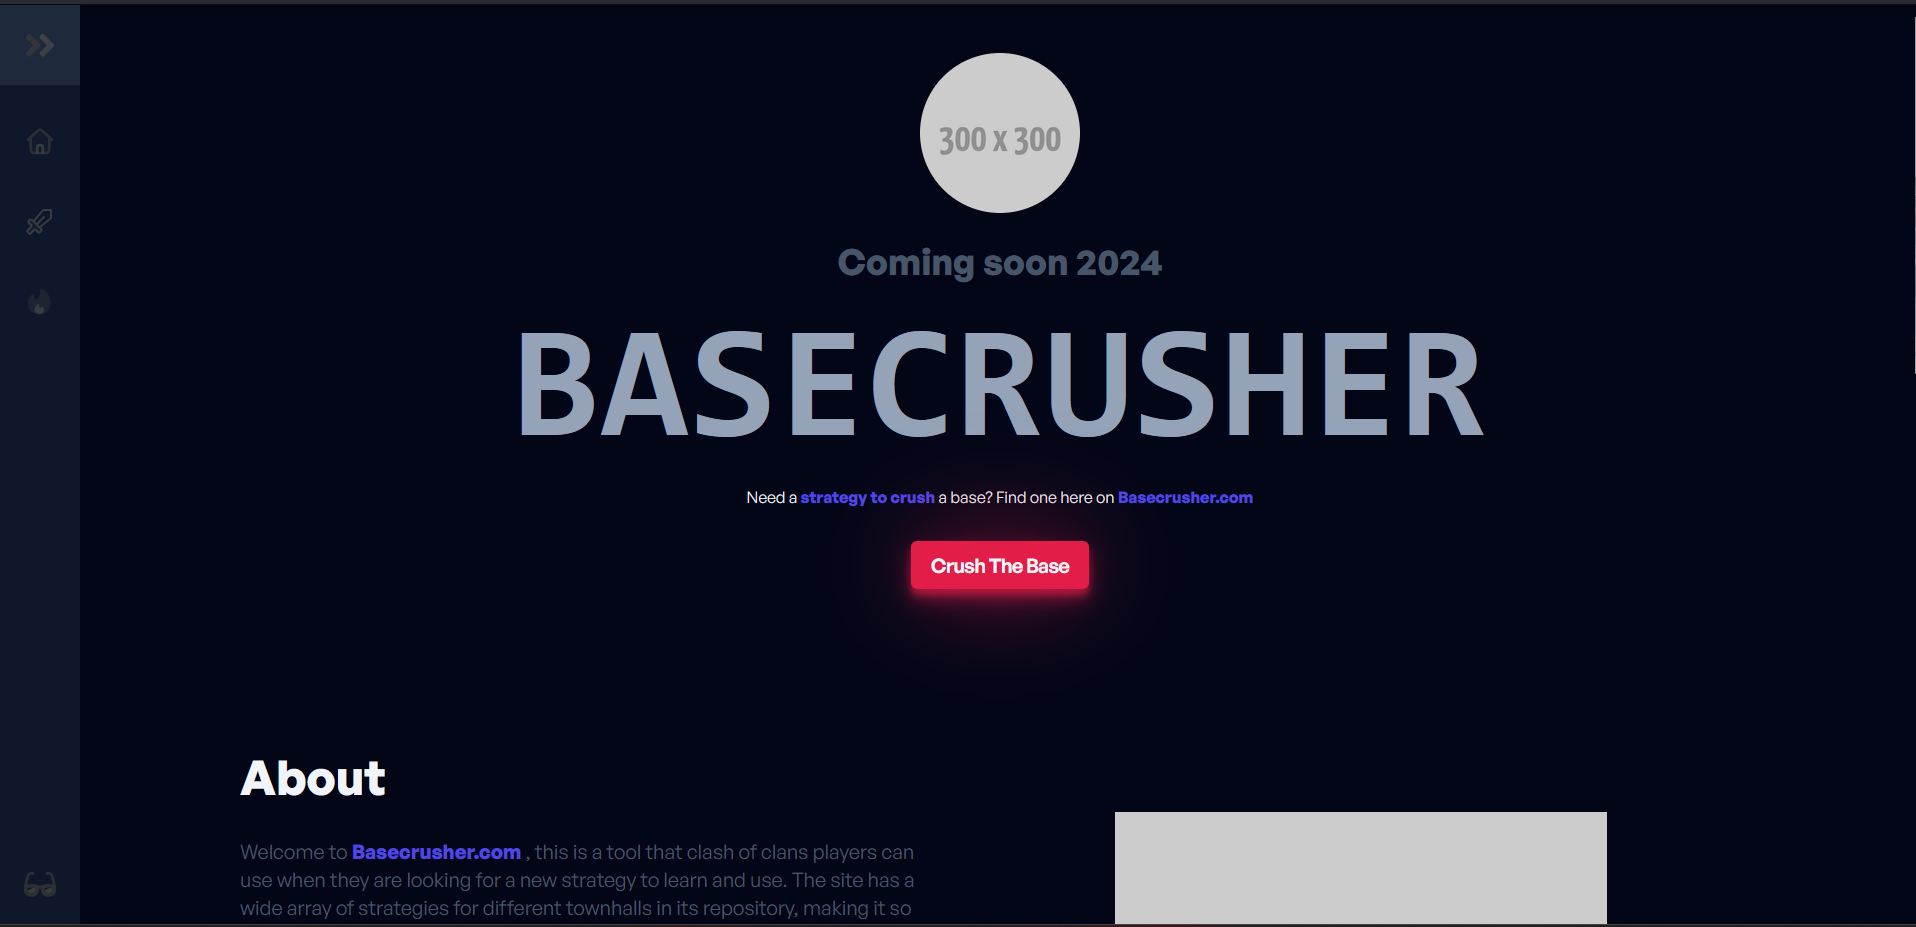 300 x 300
Coming soon 2024
BASECRUSHER
Need a strategy to crush a base? Find one here on Basecrusher.com
Crush The Base
About
Welcome to Basecrusher.com , this is a tool that clash of clans players can
use when they are looking for a new strategy to learn and use. The site has a
wide array of strategies for different townhalls in its repository, making it so